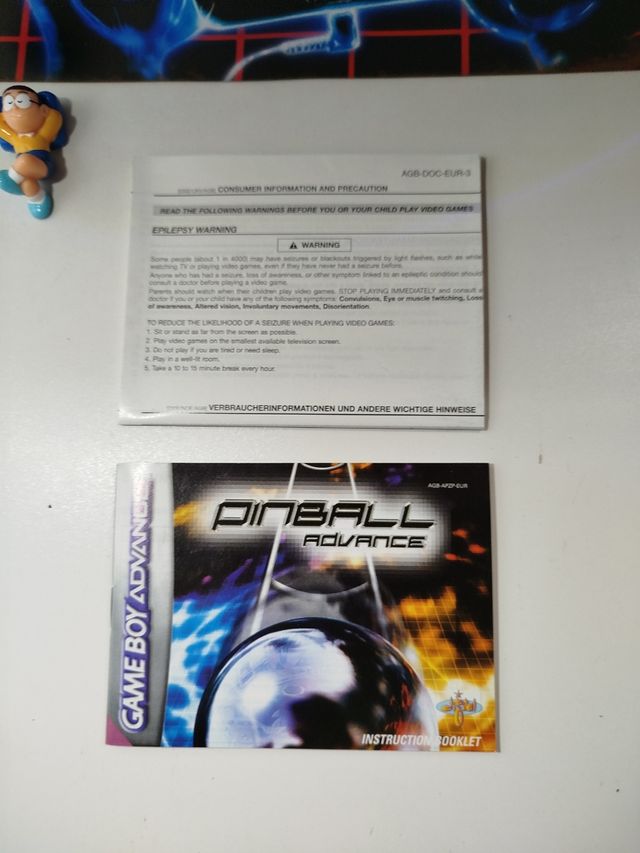 AGB-DOC-EUR-3
CONSUMER INFORMATION AND PRECAUTION
READ THE FOLLOWING WARNINGS BEFORE YOU OR YOUR CHILD PLAY VIDEO GAMES
EPILEPSY WARNING
WARNING
Some people (about 1 in 4000) may have seizures or blackouts triggered by light flashes, such as while
watching TV or playing video games, even if they have never had a seizure before.
Anyone who has had a seizure, loss of awareness, or other symptom linked to an epileptic condition should
consult a doctor before playing a video game.
Parents should watch when their children play video games. STOP PLAYING IMMEDIATELY and consult a
doctor if you or your child have any of the following symptoms: Convulsions, Eye or muscle twitching, Loss
of awareness, Altered vision, Involuntary movements, Disorientation.
TO REDUCE THE LIKELIHOOD OF A SEIZURE WHEN PLAYING VIDEO GAMES:
1. Sit or stand as far from the screen as possible.
2. Play video games on the smallest available television screen.
3. Do not play if you are tired or need sleep.
4. Play in a well-lit room.
5. Take a 10 to 15 minute break every hour.
VERBRAUCHERINFORMATIONEN UND ANDERE WICHTIGE HINWEISE
AGB-APZP-EUR
PINBALL
ADVANCE
GAME BOY ADVANCE
digital
INSTRUCTION BOOKLET